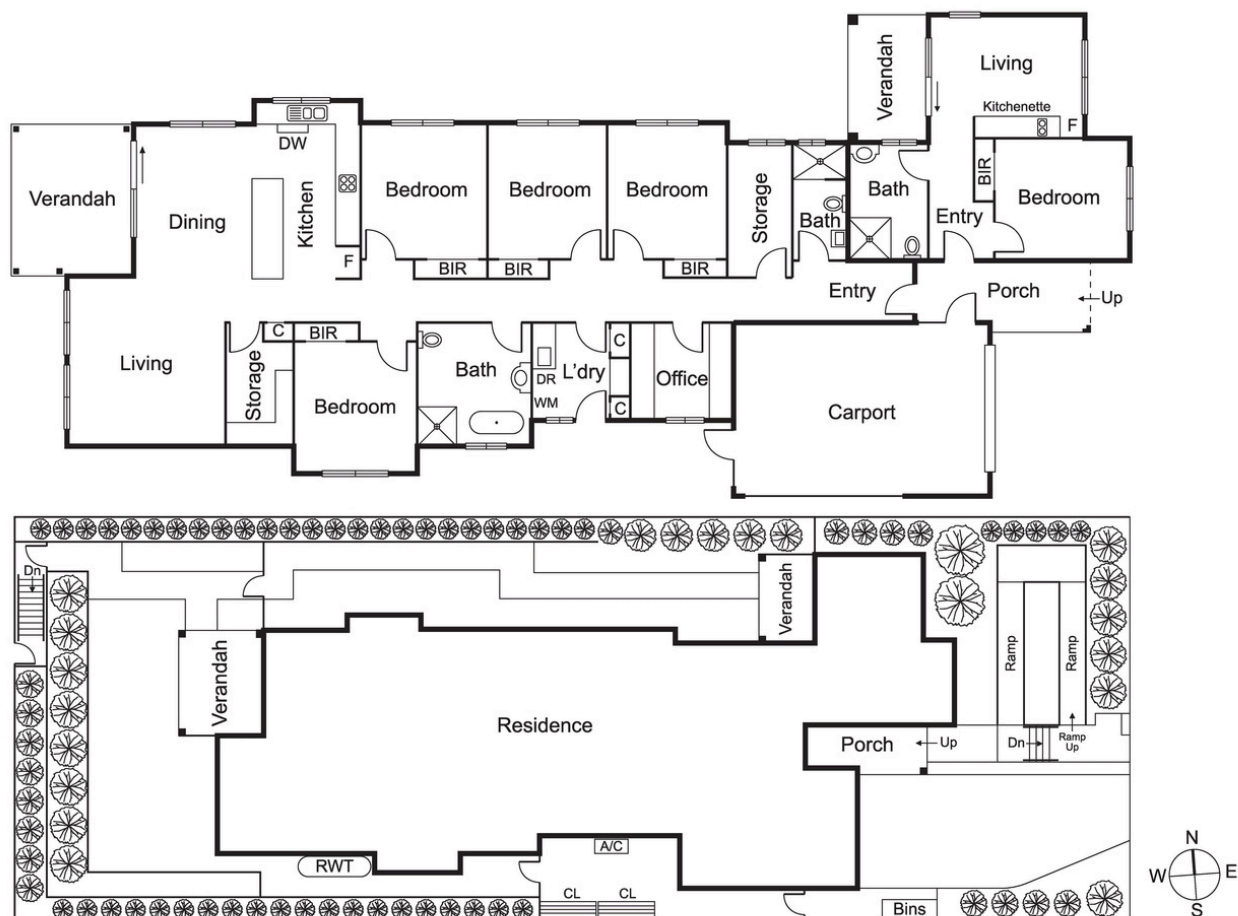 Verandah
Living
Kitchenette
F
Verandah
DW
Dining
Kitchen
F
Bedroom
BIR
Bedroom
BIR
Bedroom
BIR
Storage
Bath
Bath
BIR
Bedroom
Entry
Entry
Porch
Up
Living
C
Storage
BIR
Bedroom
Bath
DR
WM
L'dry
C
C
Office
Carport
Dn
Verandah
Verandah
Residence
Ramp
Ramp
Porch
Up
Dn
Ramp
Up
RWT
A/C
CL
CL
Bins
N
W
E
S